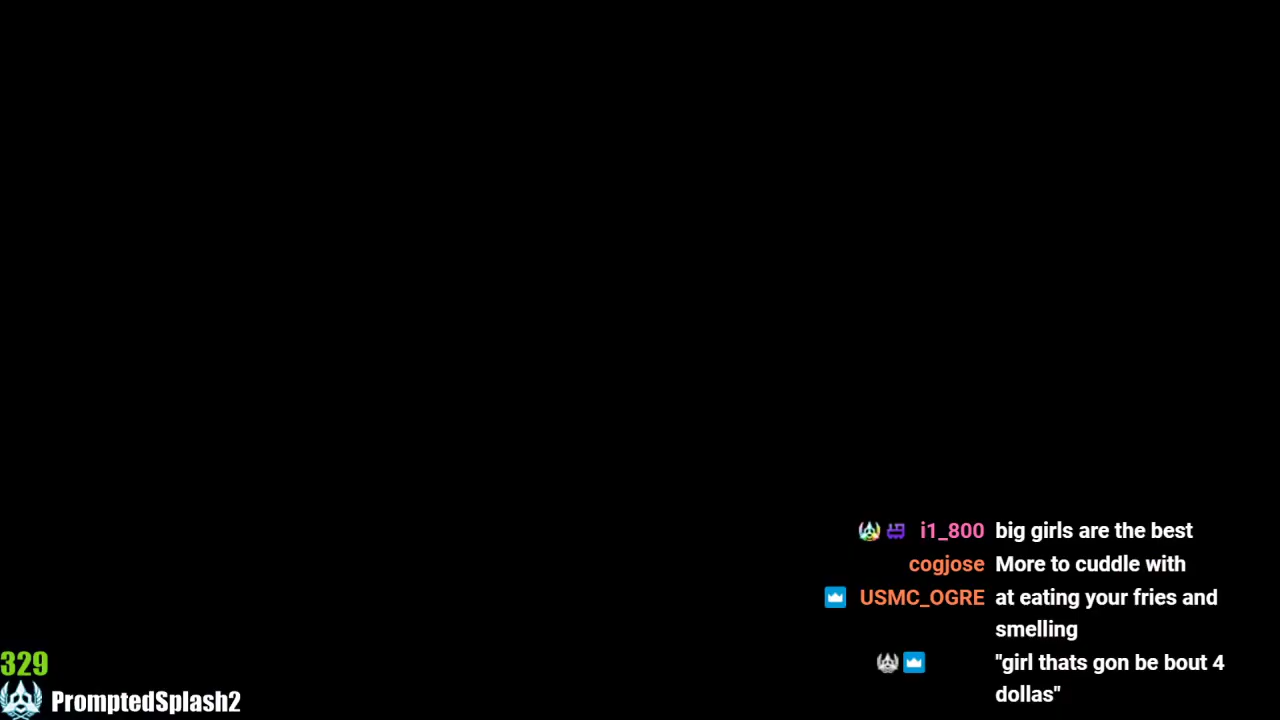 i1_800 big girls are the best
cogjose More to cuddle with
USMC_OGRE at eating your fries and
smelling
"girl thats gon be bout 4
dollas"
329
PromptedSplash2